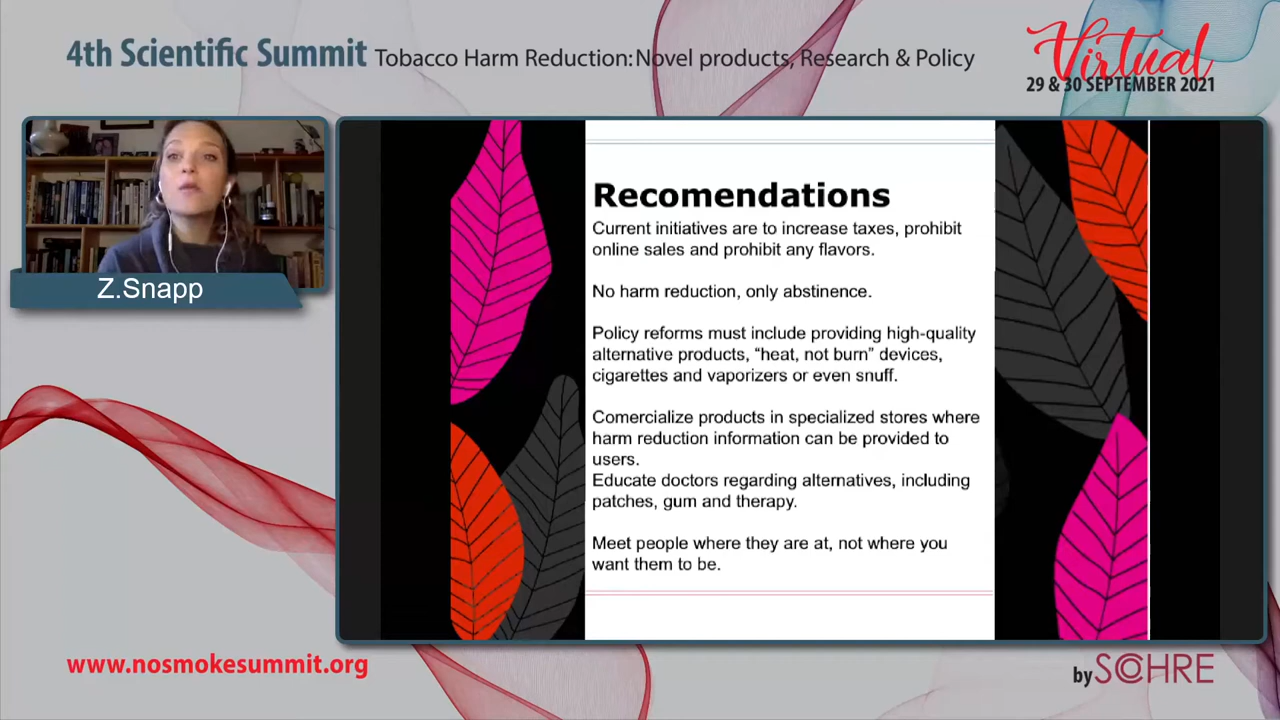 4th Scientific Summit Tobacco Harm Reduction: Novel products, Research & Policy
Virtual
29 & 30 SEPTEMBER 2021
Z.Snapp
Recomendations
Current initiatives are to increase taxes, prohibit
online sales and prohibit any flavors.
No harm reduction, only abstinence.
Policy reforms must include providing high-quality
alternative products, “heat, not burn” devices,
cigarettes and vaporizers or even snuff.
Comercialize products in specialized stores where
harm reduction information can be provided to
users.
Educate doctors regarding alternatives, including
patches, gum and therapy.
Meet people where they are at, not where you
want them to be.
www.nosmokesummit.org
by SCOHRE